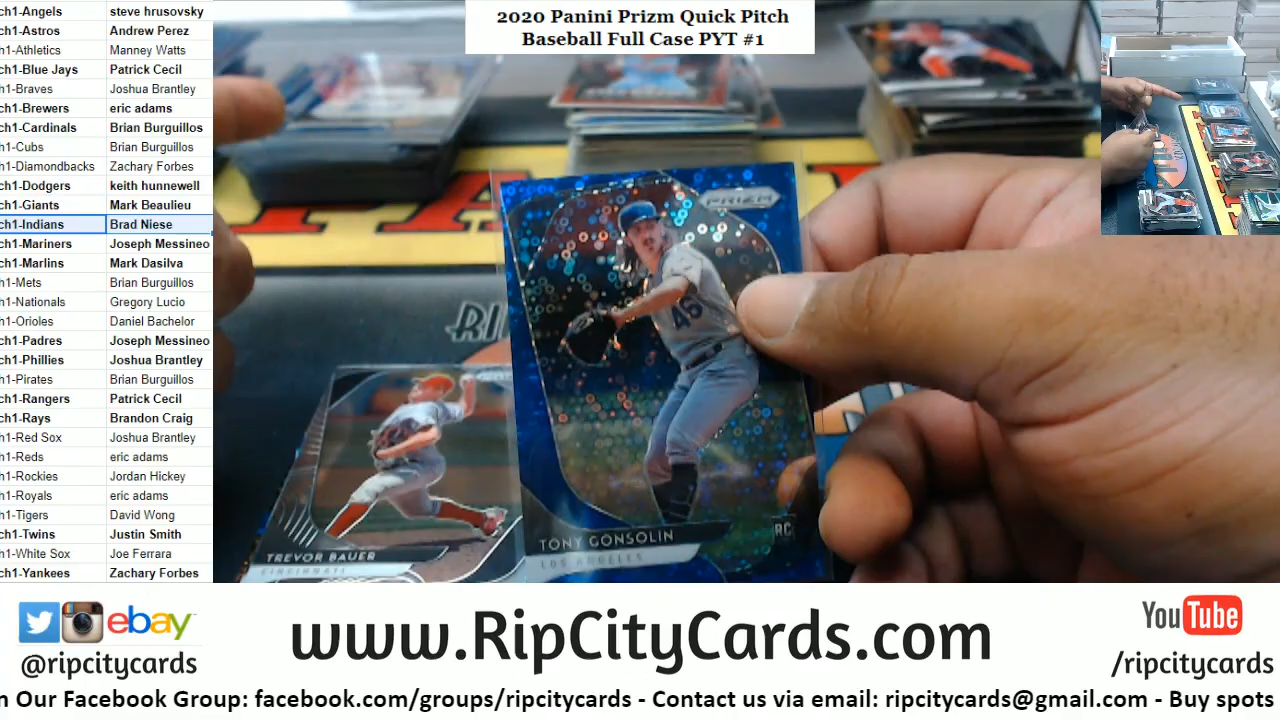 ch1-Angels steve hrusovsky
ch1-Astros Andrew Perez
ch1-Athletics Manney Watts
ch1-Blue Jays Patrick Cecil
ch1-Braves Joshua Brantley
ch1-Brewers eric adams
ch1-Cardinals Brian Burguillos
ch1-Cubs Brian Burguillos
ch1-Diamondbacks Zachary Forbes
ch1-Dodgers keith hunnewell
ch1-Giants Mark Beaulieu
ch1-Indians Brad Niese
ch1-Mariners Joseph Messineo
ch1-Marlins Mark Dasilva
ch1-Mets Brian Burguillos
ch1-Nationals Gregory Lucio
ch1-Orioles Daniel Bachelor
ch1-Padres Joseph Messineo
ch1-Phillies Joshua Brantley
ch1-Pirates Brian Burguillos
ch1-Rangers Patrick Cecil
ch1-Rays Brandon Craig
ch1-Red Sox Joshua Brantley
ch1-Reds eric adams
ch1-Rockies Jordan Hickey
ch1-Royals eric adams
ch1-Tigers David Wong
ch1-Twins Justin Smith
ch1-White Sox Joe Ferrara
ch1-Yankees Zachary Forbes
2020 Panini Prizm Quick Pitch
Baseball Full Case PYT #1
PRIZM
45
RC
TONY GONSOLIN
LOS ANGELES
TREVOR BAUER
CINCINNATI
ebay
@ripcitycards
www.RipCityCards.com
YouTube
/ripcitycards
n Our Facebook Group: facebook.com/groups/ripcitycards - Contact us via email: ripcitycards@gmail.com - Buy spots